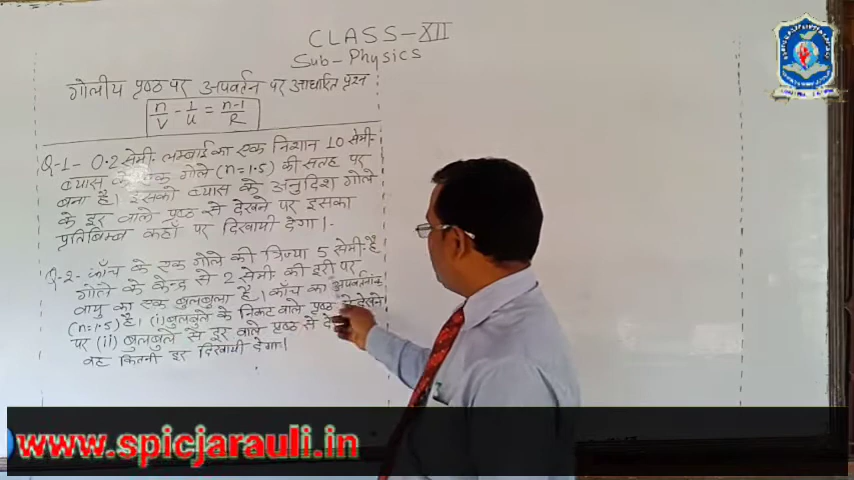 CLASS-XII
Sub-Physics
गोलीय पृष्ठ पर अपवर्तन पर आधारित प्रश्न
n/V - 1/u = n-1/R
Q-1- 0.2 सेमी. लम्बाई का एक निशान 10 सेमी.
व्यास के एक गोले (n=1.5) की सतह पर
बना है। इसको व्यास के अनुदिश गोले
के दूर वाले पृष्ठ से देखने पर इसका
प्रतिबिम्ब कहाँ पर दिखायी देगा।
Q-2- काँच के एक गोले की त्रिज्या 5 सेमी. है
गोले के केन्द्र से 2 सेमी की दूरी पर
वायु का एक बुलबुला है, काँच का अपवर्तनांक
(n=1.5) है। (i) बुलबुले के निकट वाले पृष्ठ से देखने
पर (ii) बुलबुले से दूर वाले पृष्ठ से
वह कितनी दूर दिखायी देगा।
www.spicjarauli.in